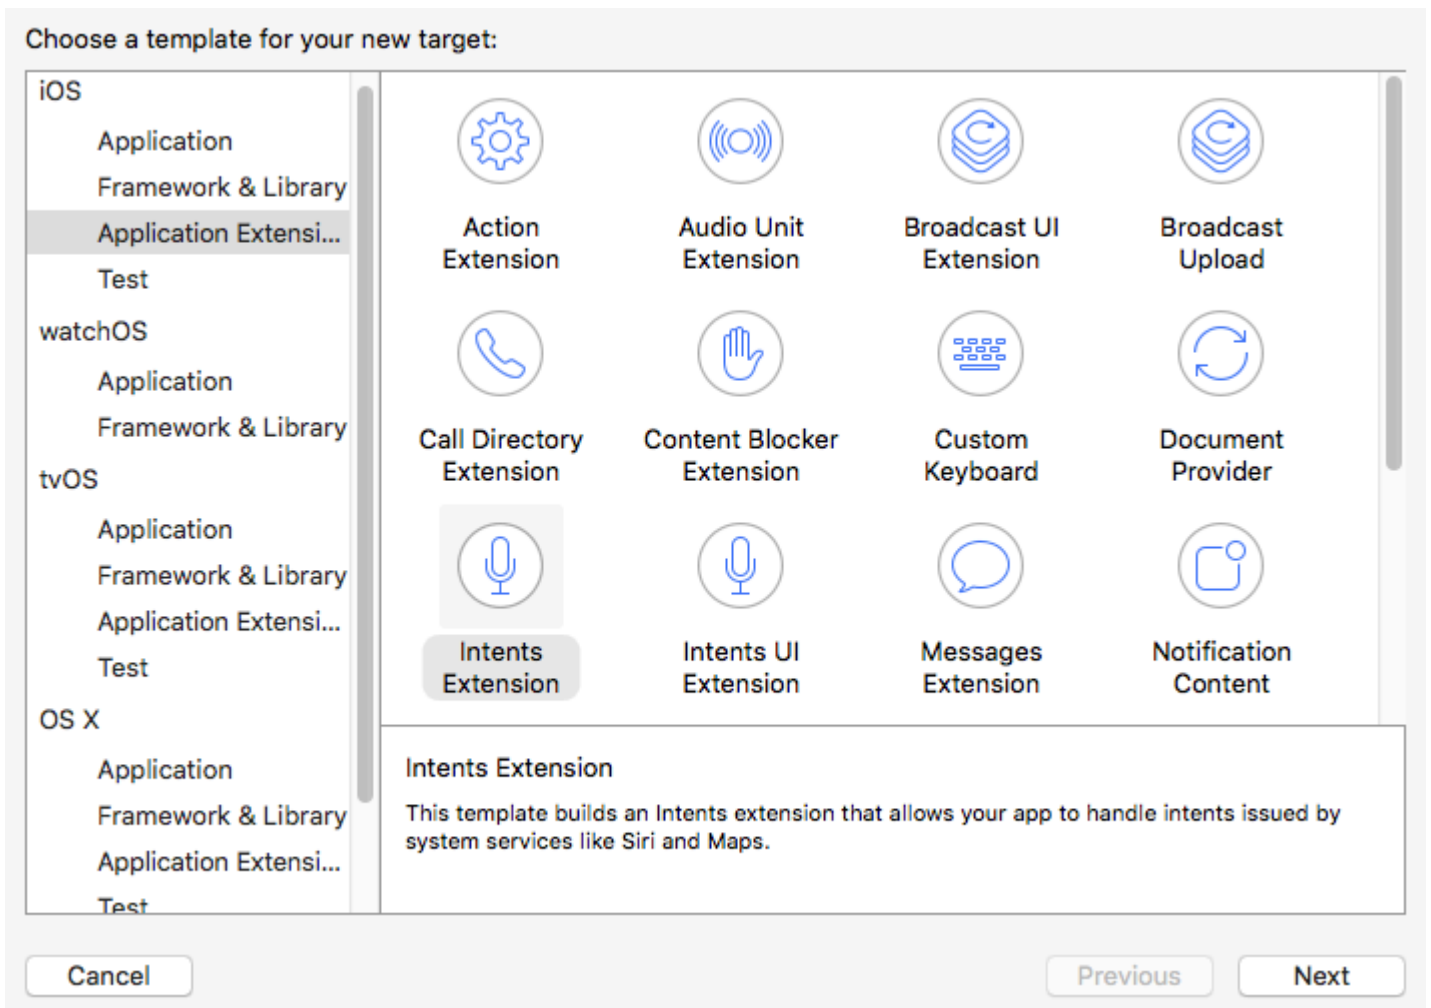 Choose a template for your new target:
iOS
Application
Framework & Library
Application Extensi...
Test
watchOS
Application
Framework & Library
tvOS
Application
Framework & Library
Application Extensi...
Test
OS X
Application
Framework & Library
Application Extensi...
Test
Action
Extension
Audio Unit
Extension
Broadcast UI
Extension
Broadcast
Upload
Call Directory
Extension
Content Blocker
Extension
Custom
Keyboard
Document
Provider
Intents
Extension
Intents UI
Extension
Messages
Extension
Notification
Content
Intents Extension
This template builds an Intents extension that allows your app to handle intents issued by
system services like Siri and Maps.
Cancel
Previous
Next